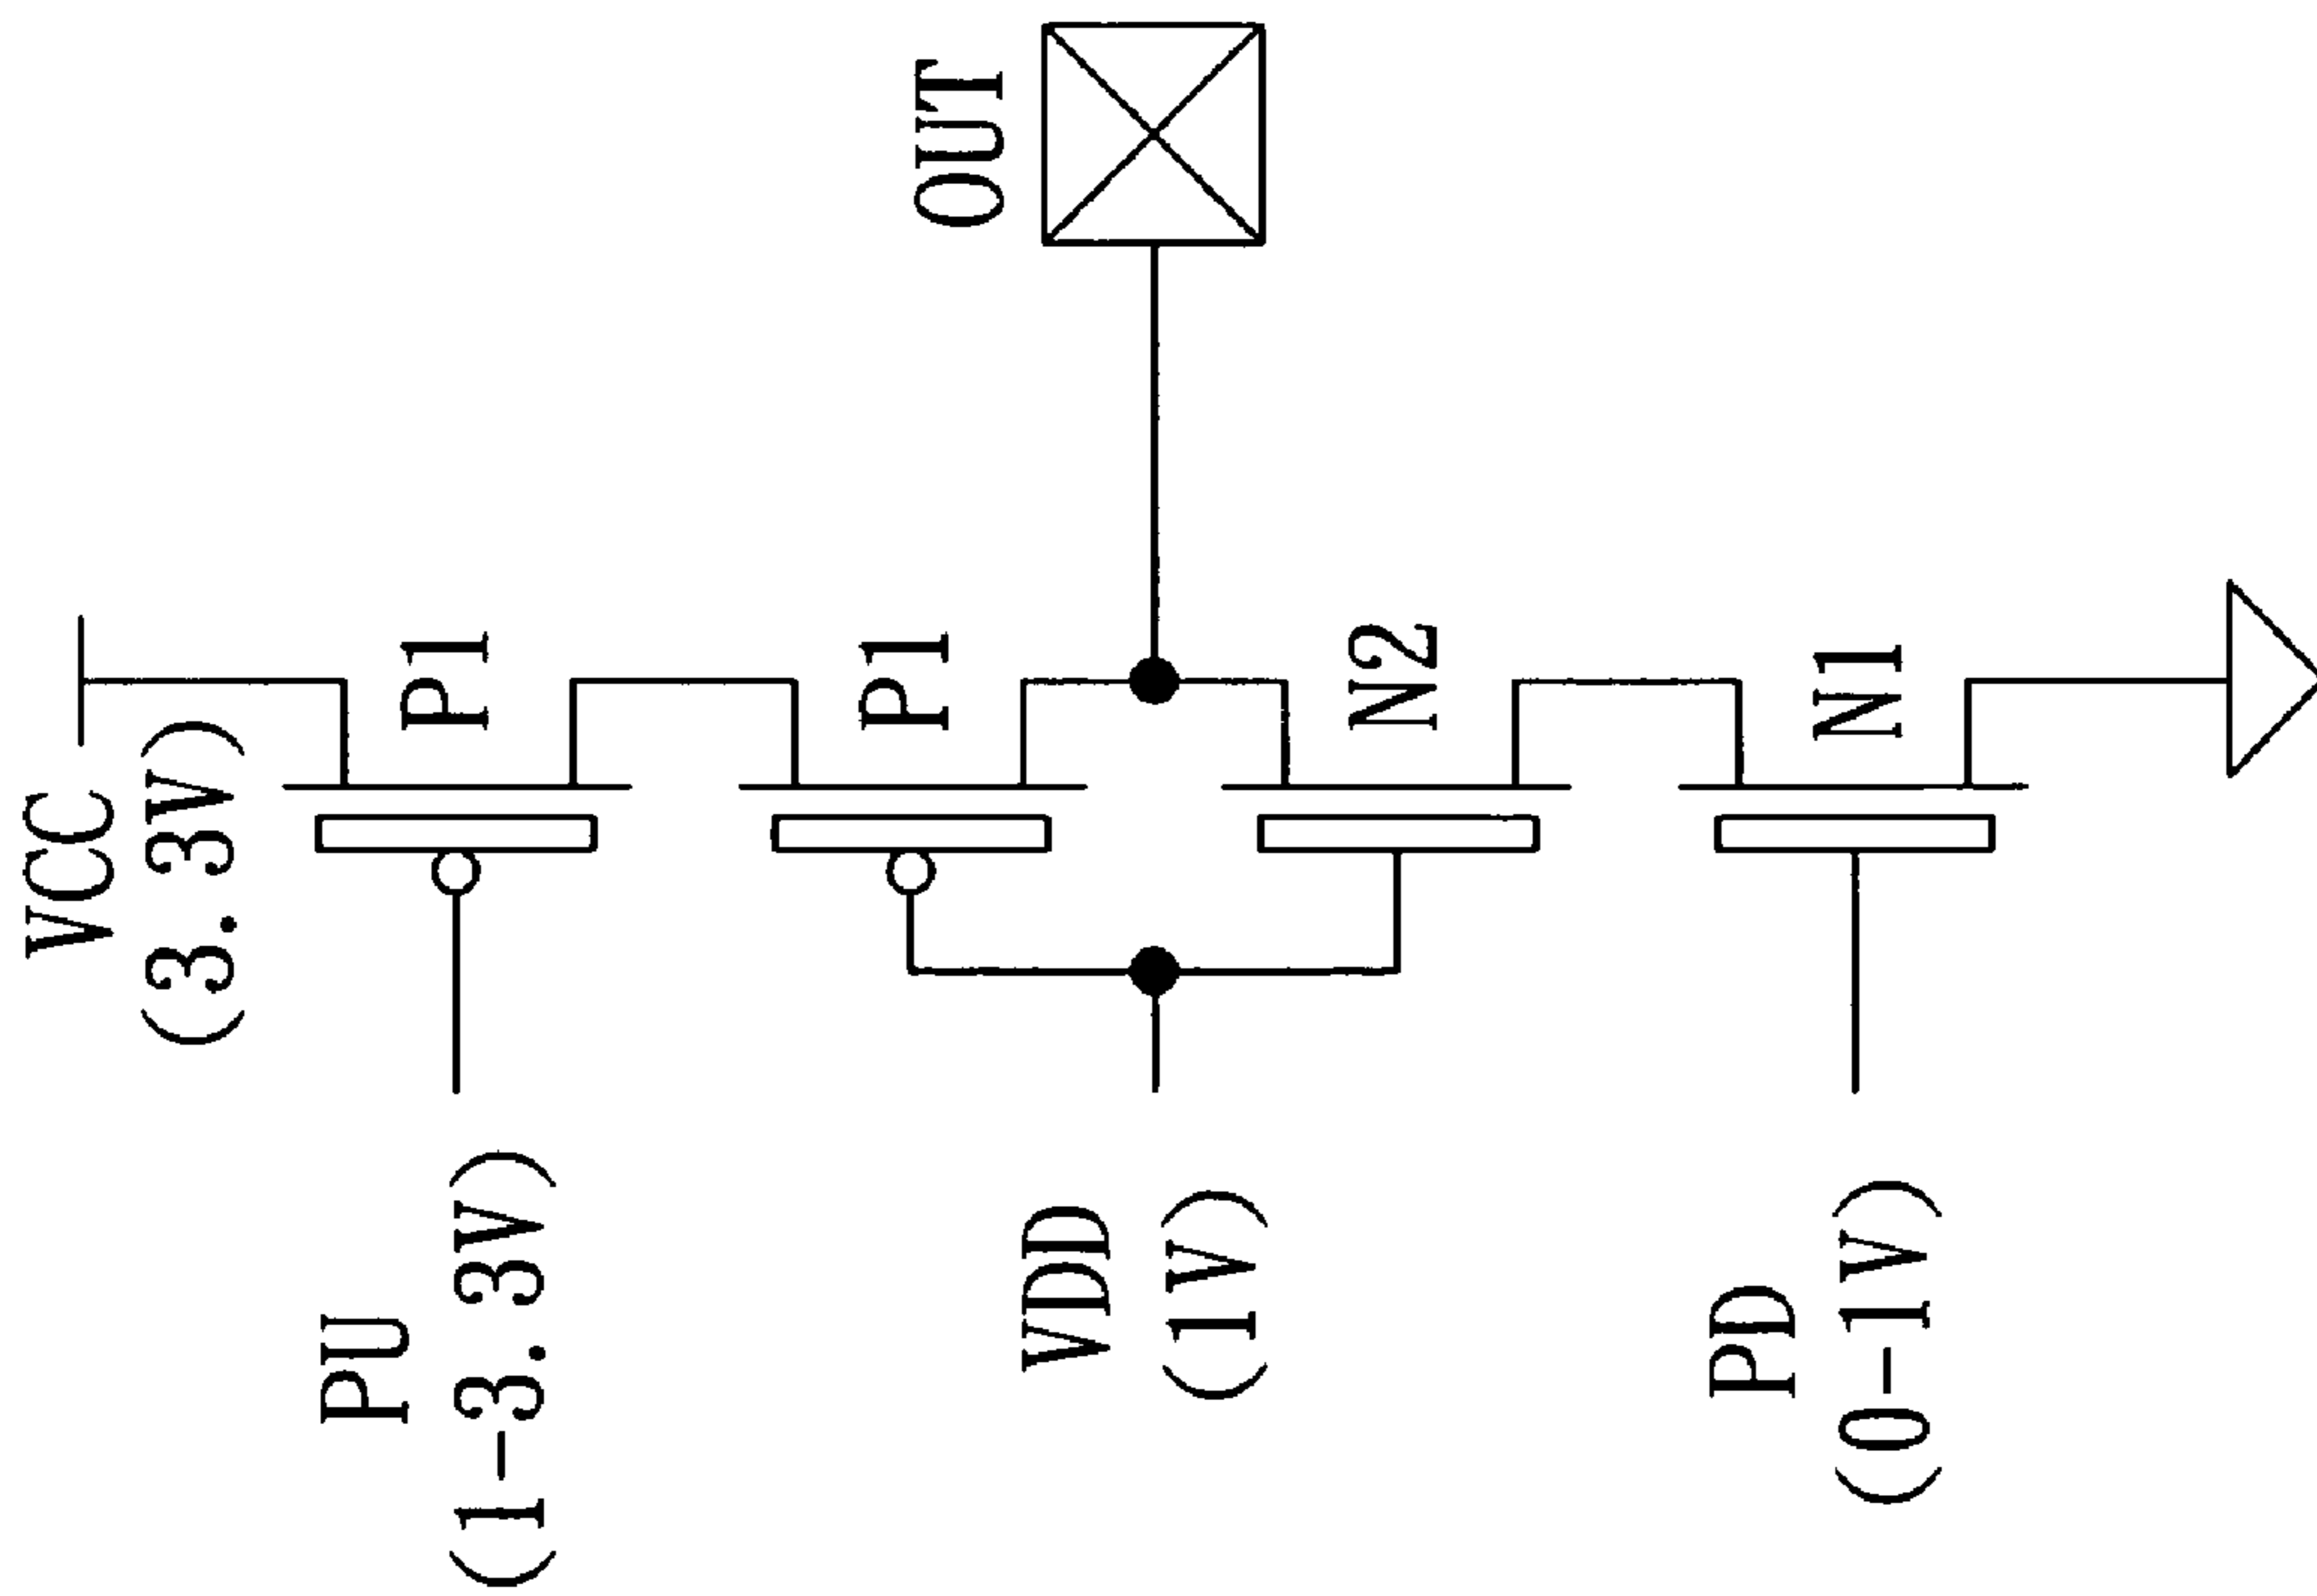 VCC
(3.3V)
PU
(1-3.3V)
P1
P1
OUT
VDD
(1V)
N2
PD
(0-1V)
N1